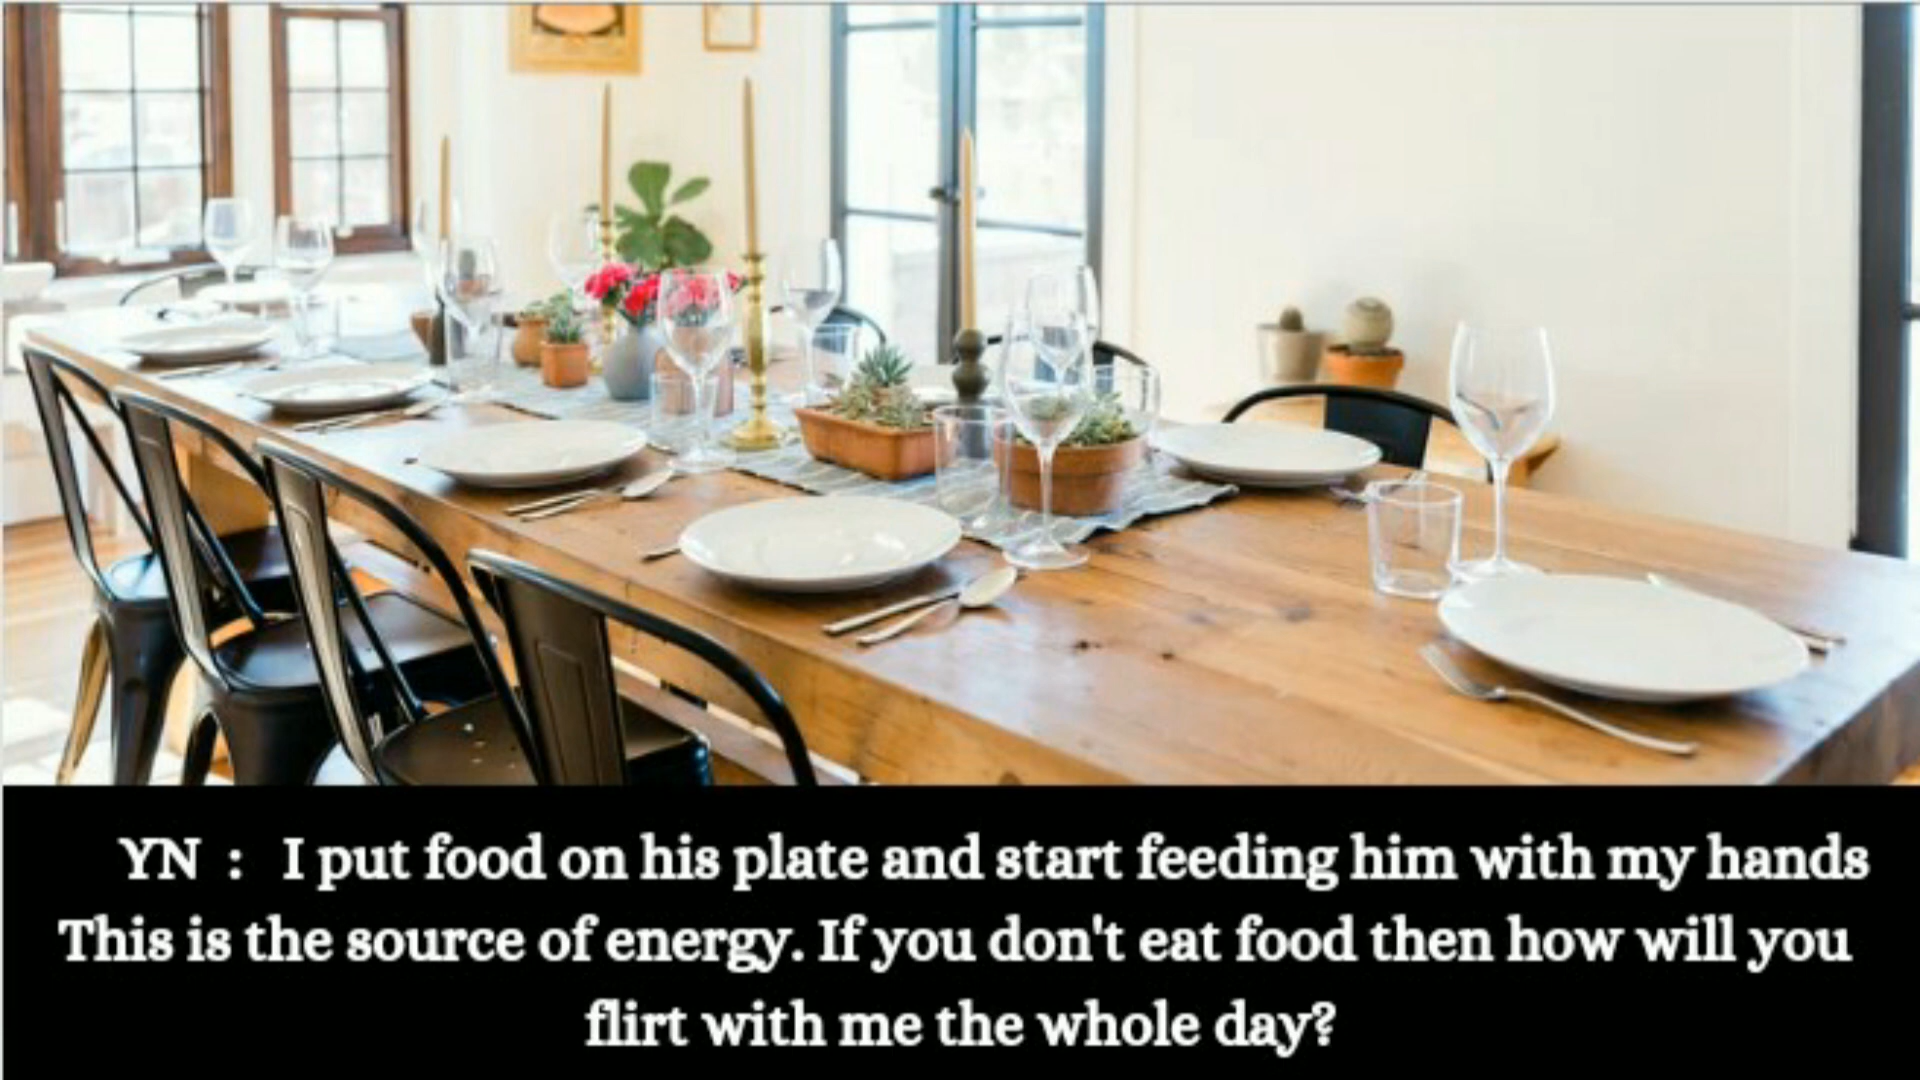 YN : I put food on his plate and start feeding him with my hands
This is the source of energy. If you don't eat food then how will you
flirt with me the whole day?